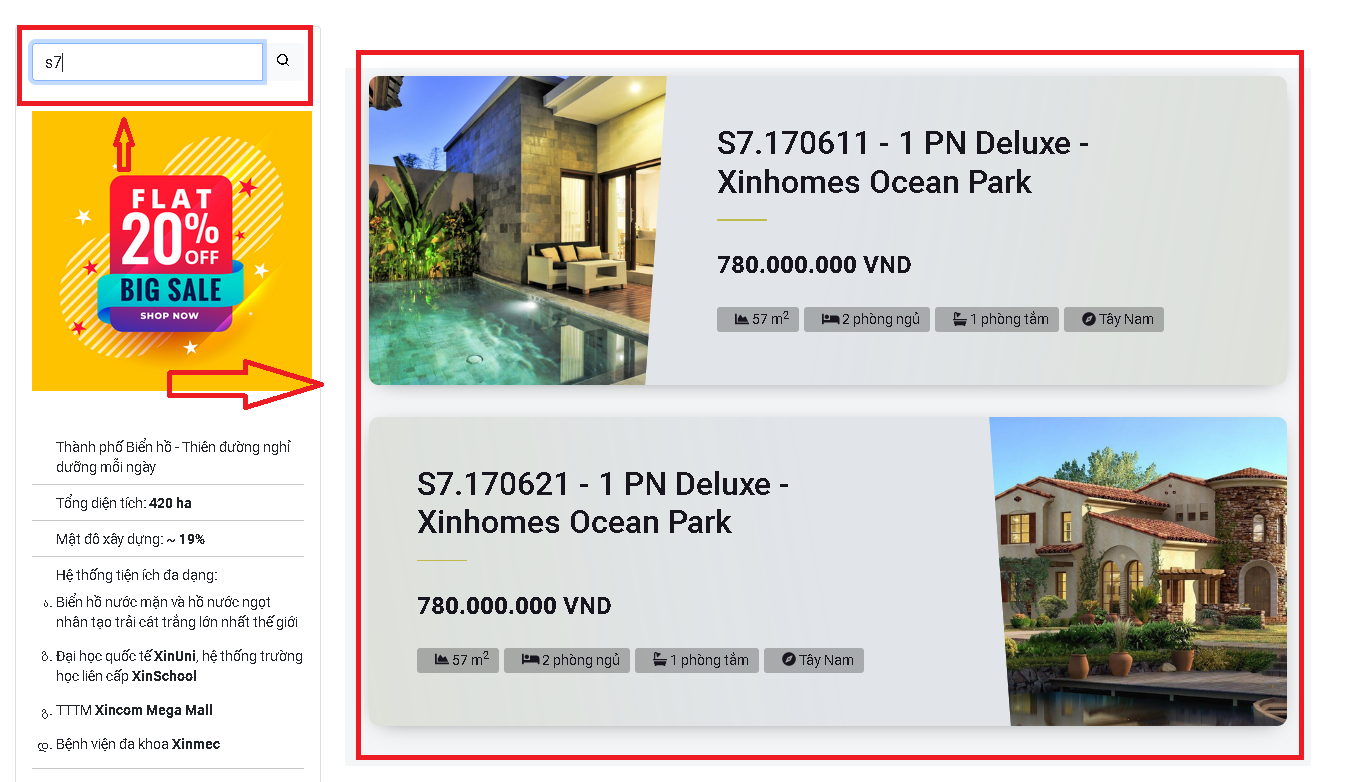 s7
FLAT
20%
OFF
BIG SALE
SHOP NOW
Thành phố Biển hồ - Thiên đường nghỉ
dưỡng mỗi ngày
Tổng diện tích: 420 ha
Mật đô xây dựng: ~ 19%
Hệ thống tiện ích đa dạng:
ა. Biển hồ nước mặn và hồ nước ngọt
nhân tạo trải cát trắng lớn nhất thế giới
ბ. Đại học quốc tế XinUni, hệ thống trường
học liên cấp XinSchool
გ. TTTM Xincom Mega Mall
დ. Bệnh viện đa khoa Xinmec
S7.170611 - 1 PN Deluxe -
Xinhomes Ocean Park
780.000.000 VND
57 m² 2 phòng ngủ 1 phòng tắm Tây Nam
S7.170621 - 1 PN Deluxe -
Xinhomes Ocean Park
780.000.000 VND
57 m² 2 phòng ngủ 1 phòng tắm Tây Nam